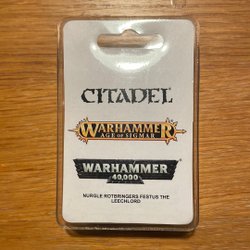 CITADEL
WARHAMMER
AGE OF SIGMAR
WARHAMMER
40,000
NURGLE ROTBRINGERS FESTUS THE
LEECHLORD